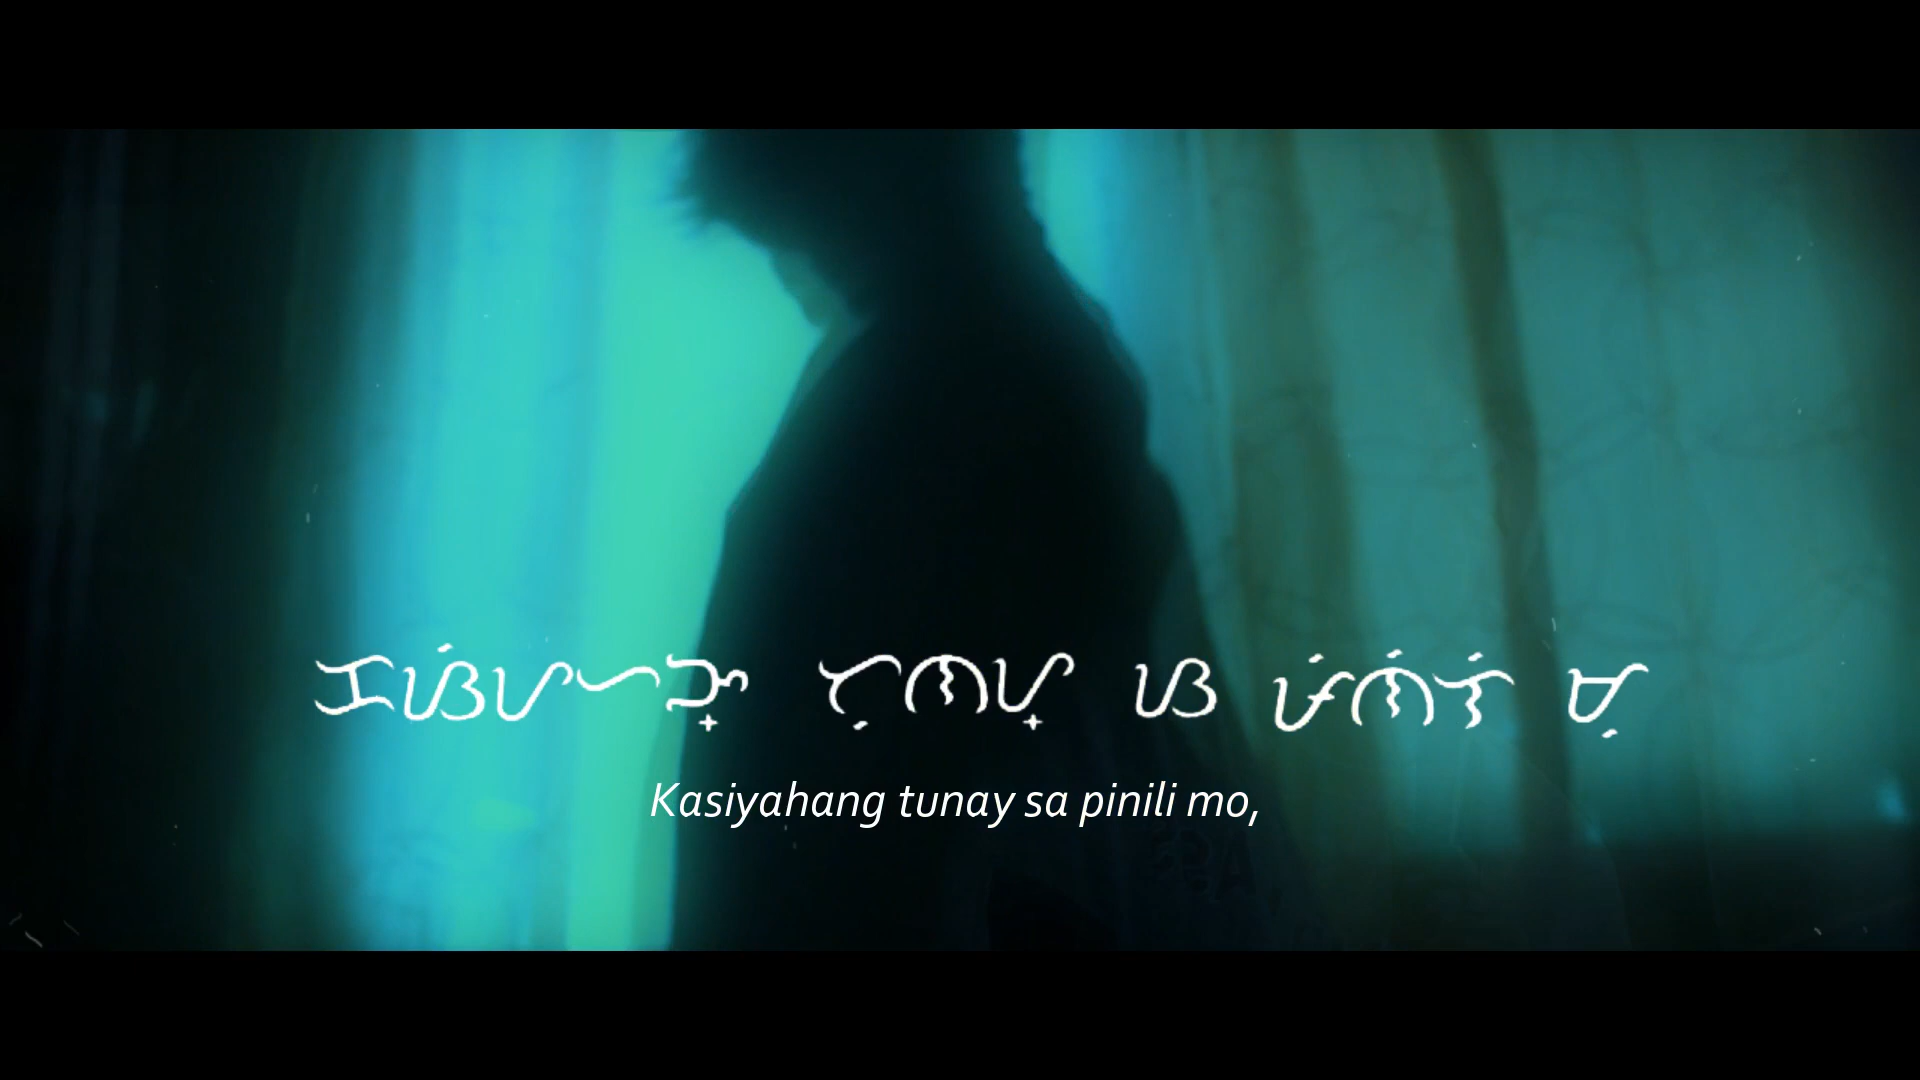 ᜃᜐᜒᜌᜑᜅ᜔ ᜆᜓᜈᜌ᜔ ᜐ ᜉᜒᜈᜒᜎᜒ ᜋᜓ
Kasiyahang tunay sa pinili mo,